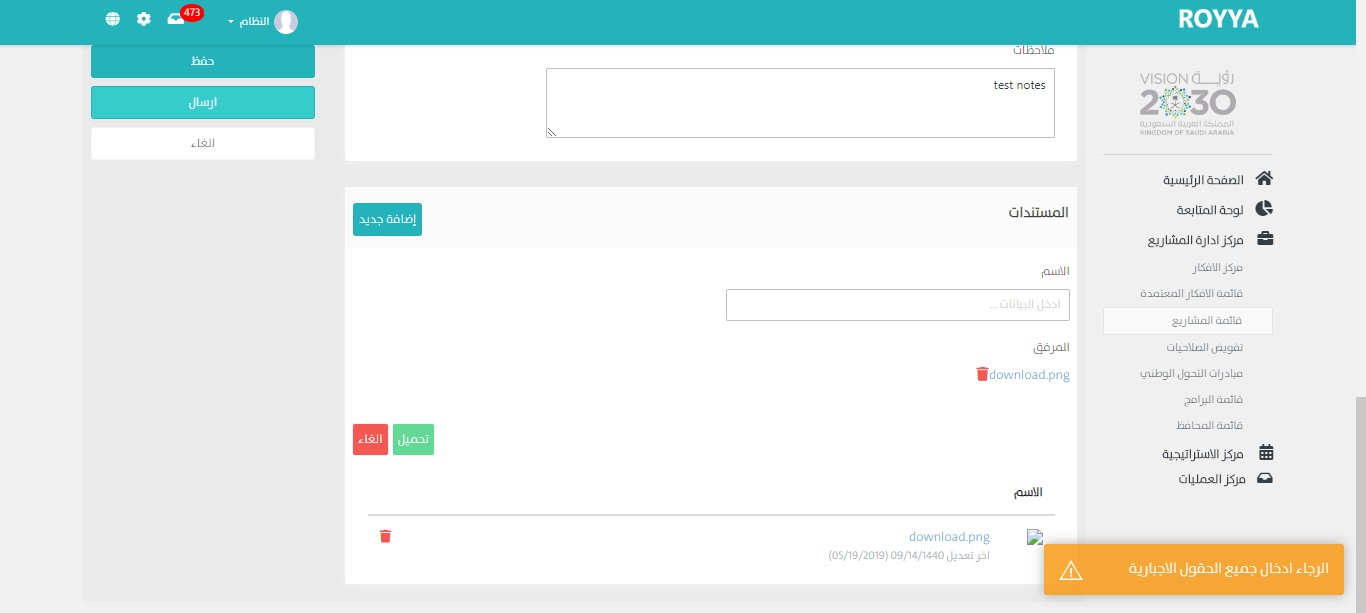 ROYYA
النظام
473
رؤيــة VISION
2030
المملكة العربية السعودية
KINGDOM OF SAUDI ARABIA
الصفحة الرئيسية
لوحة المتابعة
مركز ادارة المشاريع
مركز الافكار
قائمة الافكار المعتمدة
قائمة المشاريع
تفويض الصلاحيات
مبادرات التحول الوطني
قائمة البرامج
قائمة المحافظ
مركز الاستراتيجية
مركز العمليات
ملاحظات
test notes
المستندات
إضافة جديد
الاسم
ادخل البيانات ...
المرفق
download.png
تحميل
الغاء
الاسم
download.png
اخر تعديل 09/14/1440 (05/19/2019)
حفظ
ارسال
الغاء
الرجاء ادخال جميع الحقول الاجبارية